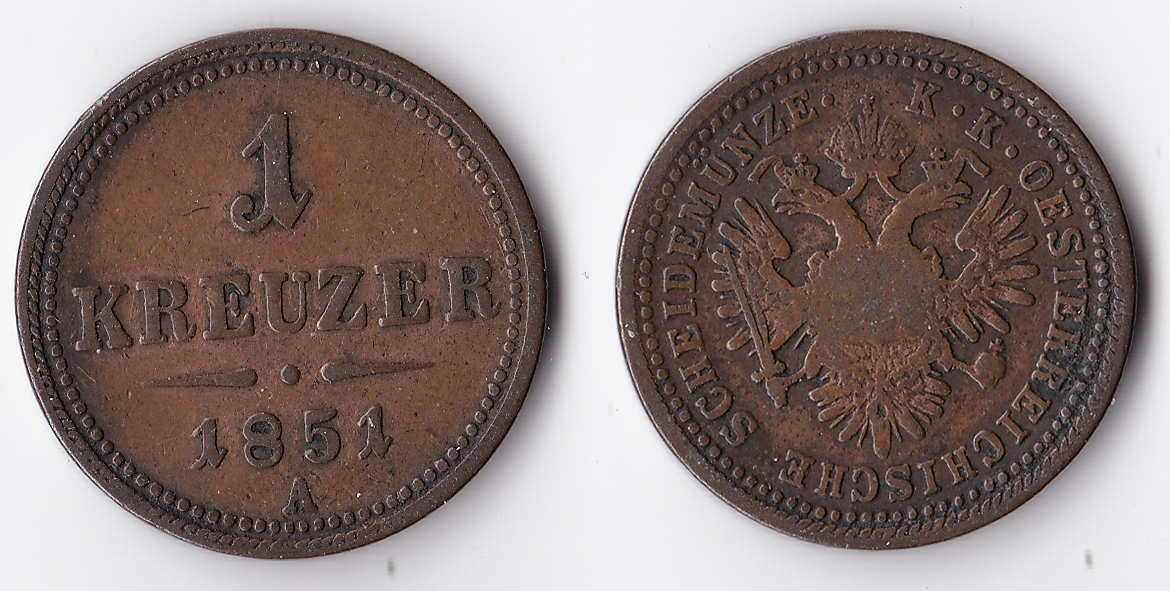 1
KREUZER
1851
A
K·K·OESTERREICHISCHE SCHEIDEMÜNZE·